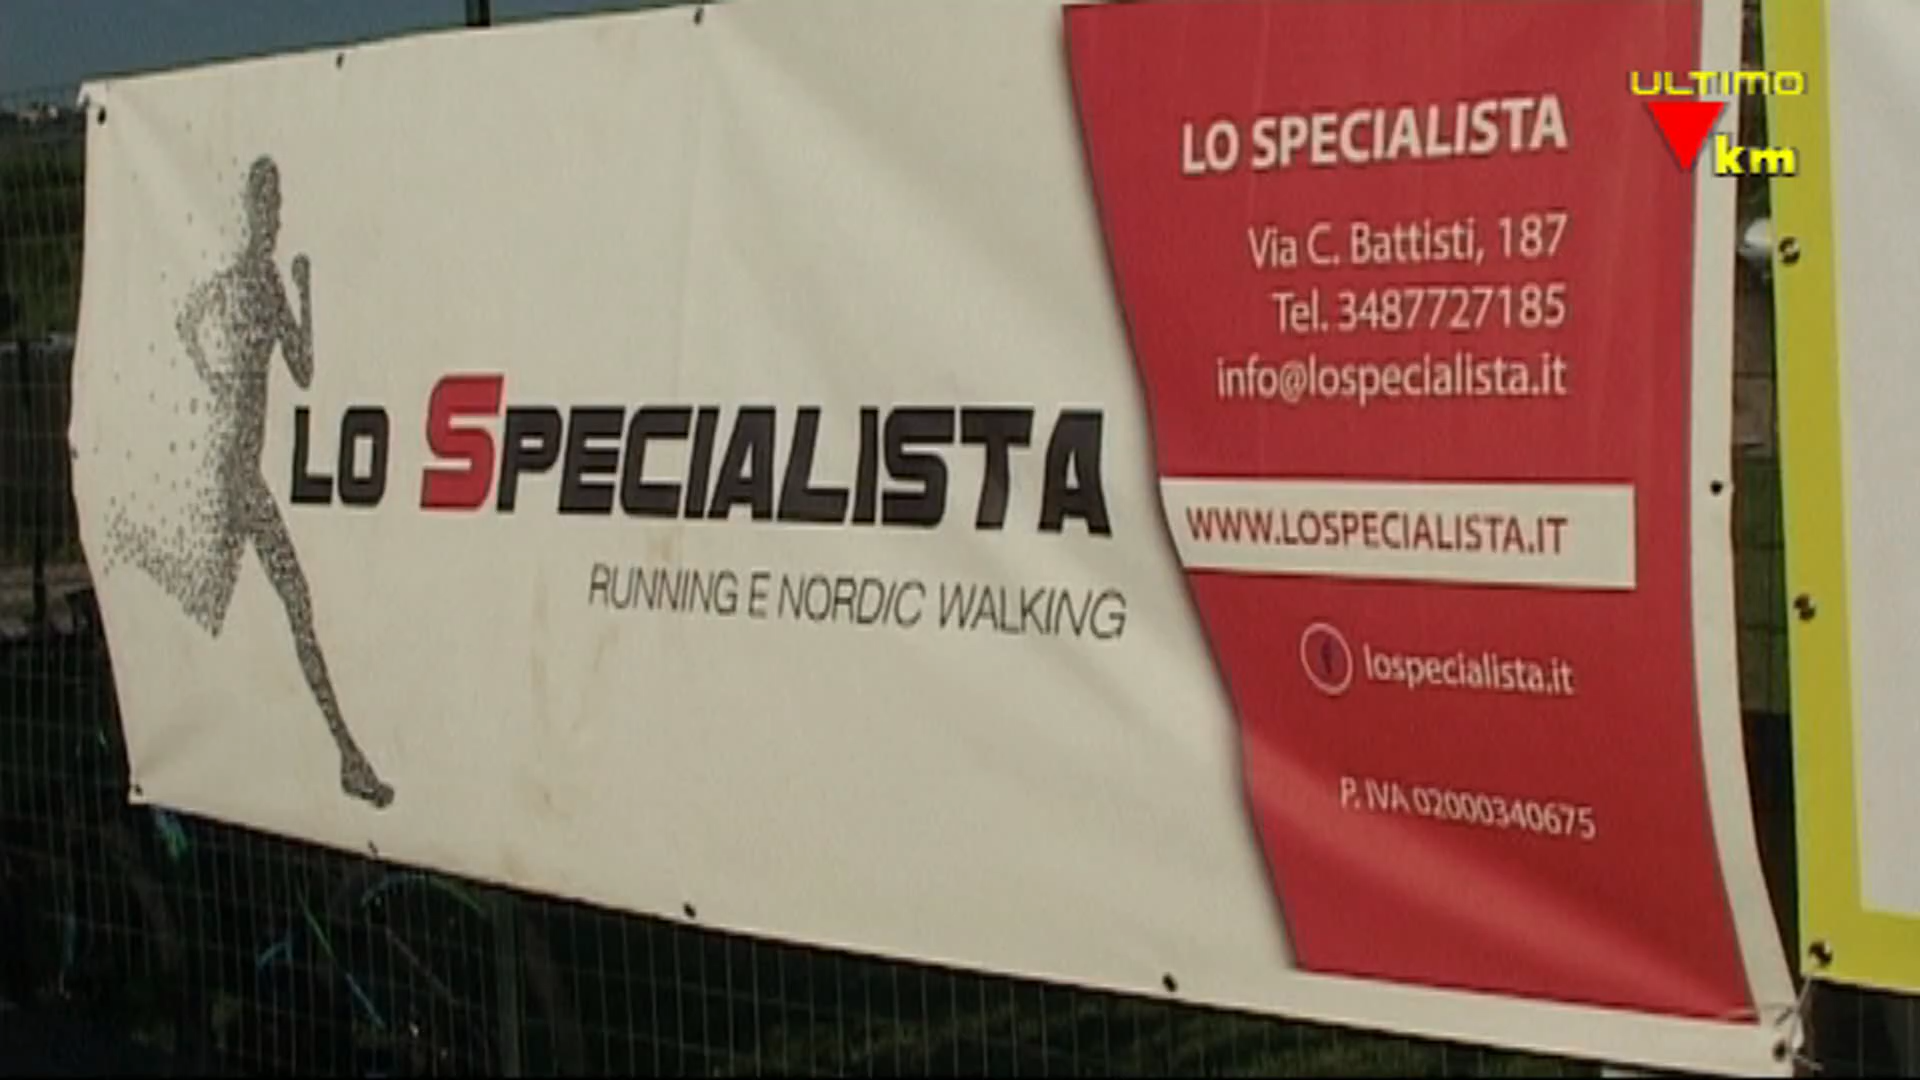 LO SPECIALISTA
RUNNING E NORDIC WALKING
LO SPECIALISTA
Via C. Battisti, 187
Tel. 3487727185
info@lospecialista.it
WWW.LOSPECIALISTA.IT
f lospecialista.it
P. IVA 02000340675
ULTIMO
km